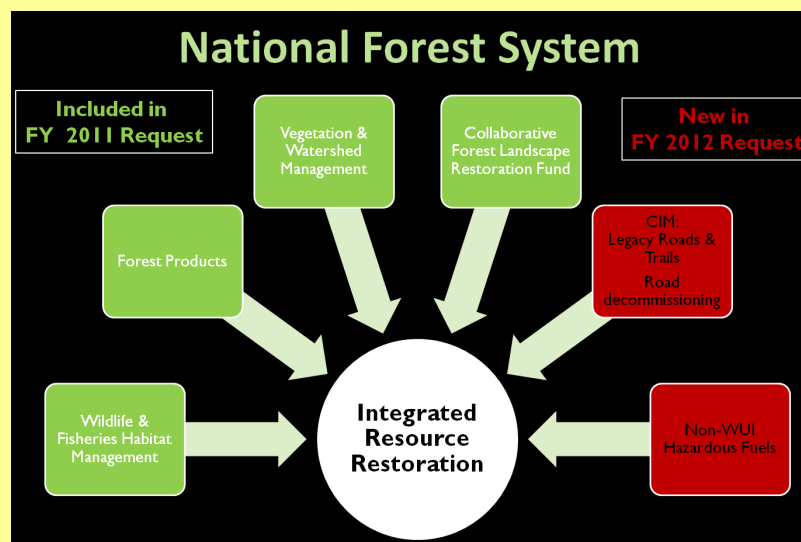 National Forest System
Included in
FY 2011 Request
New in
FY 2012 Request
Vegetation &
Watershed
Management
Collaborative
Forest Landscape
Restoration Fund
Forest Products
CIM:
Legacy Roads &
Trails
Road
decommissioning
Wildlife &
Fisheries Habitat
Management
Integrated
Resource
Restoration
Non-WUI
Hazardous Fuels